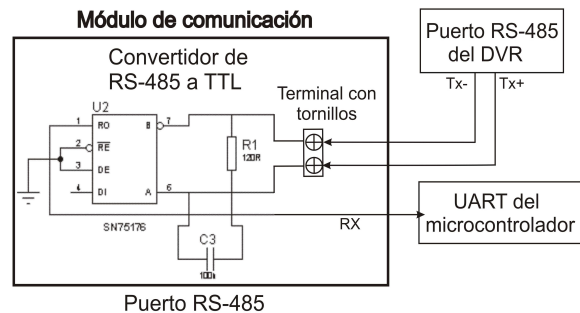 Módulo de comunicación
Convertidor de
RS-485 a TTL
Puerto RS-485
del DVR
Tx-
Tx+
Terminal con
tornillos
U2
1
RO
B
7
2
RE
R1
120R
3
DE
4
DI
A
6
SN75176
C3
100n
RX
UART del
microcontrolador
Puerto RS-485